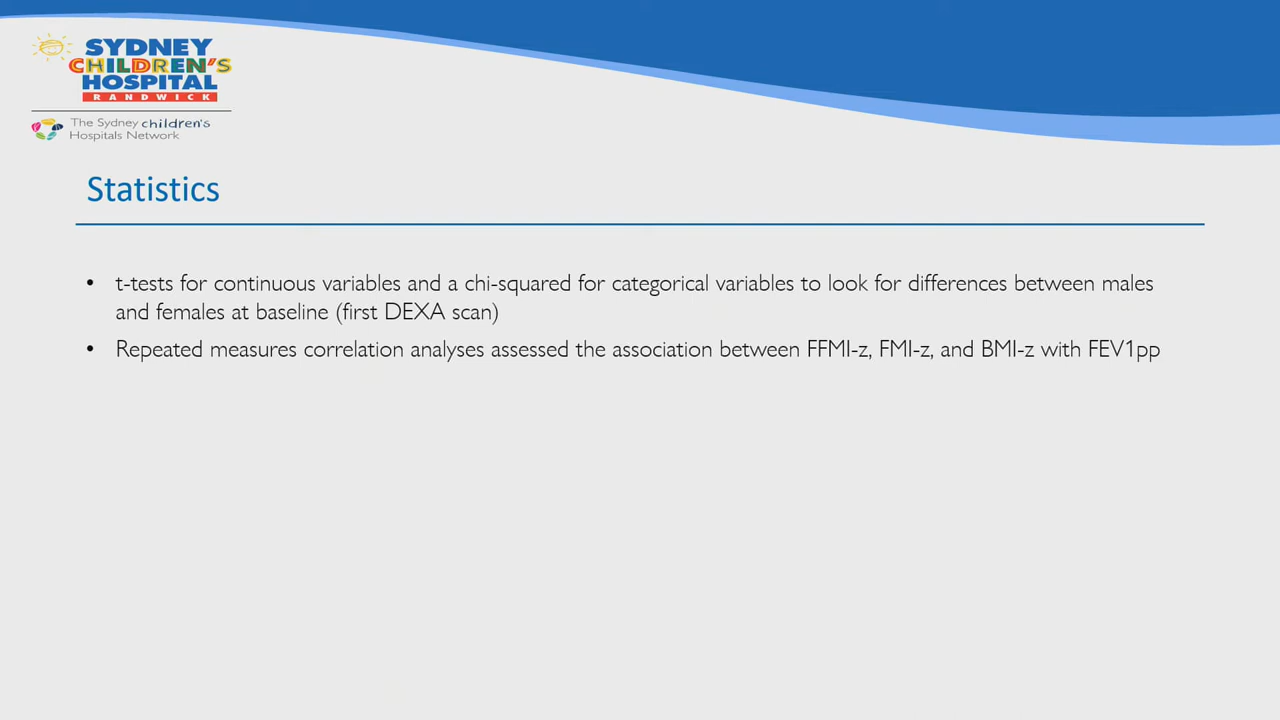 SYDNEY
CHILDREN'S
HOSPITAL
RANDWICK
The Sydney children's
Hospitals Network
Statistics
• t-tests for continuous variables and a chi-squared for categorical variables to look for differences between males
and females at baseline (first DEXA scan)
• Repeated measures correlation analyses assessed the association between FFMI-z, FMI-z, and BMI-z with FEV1pp